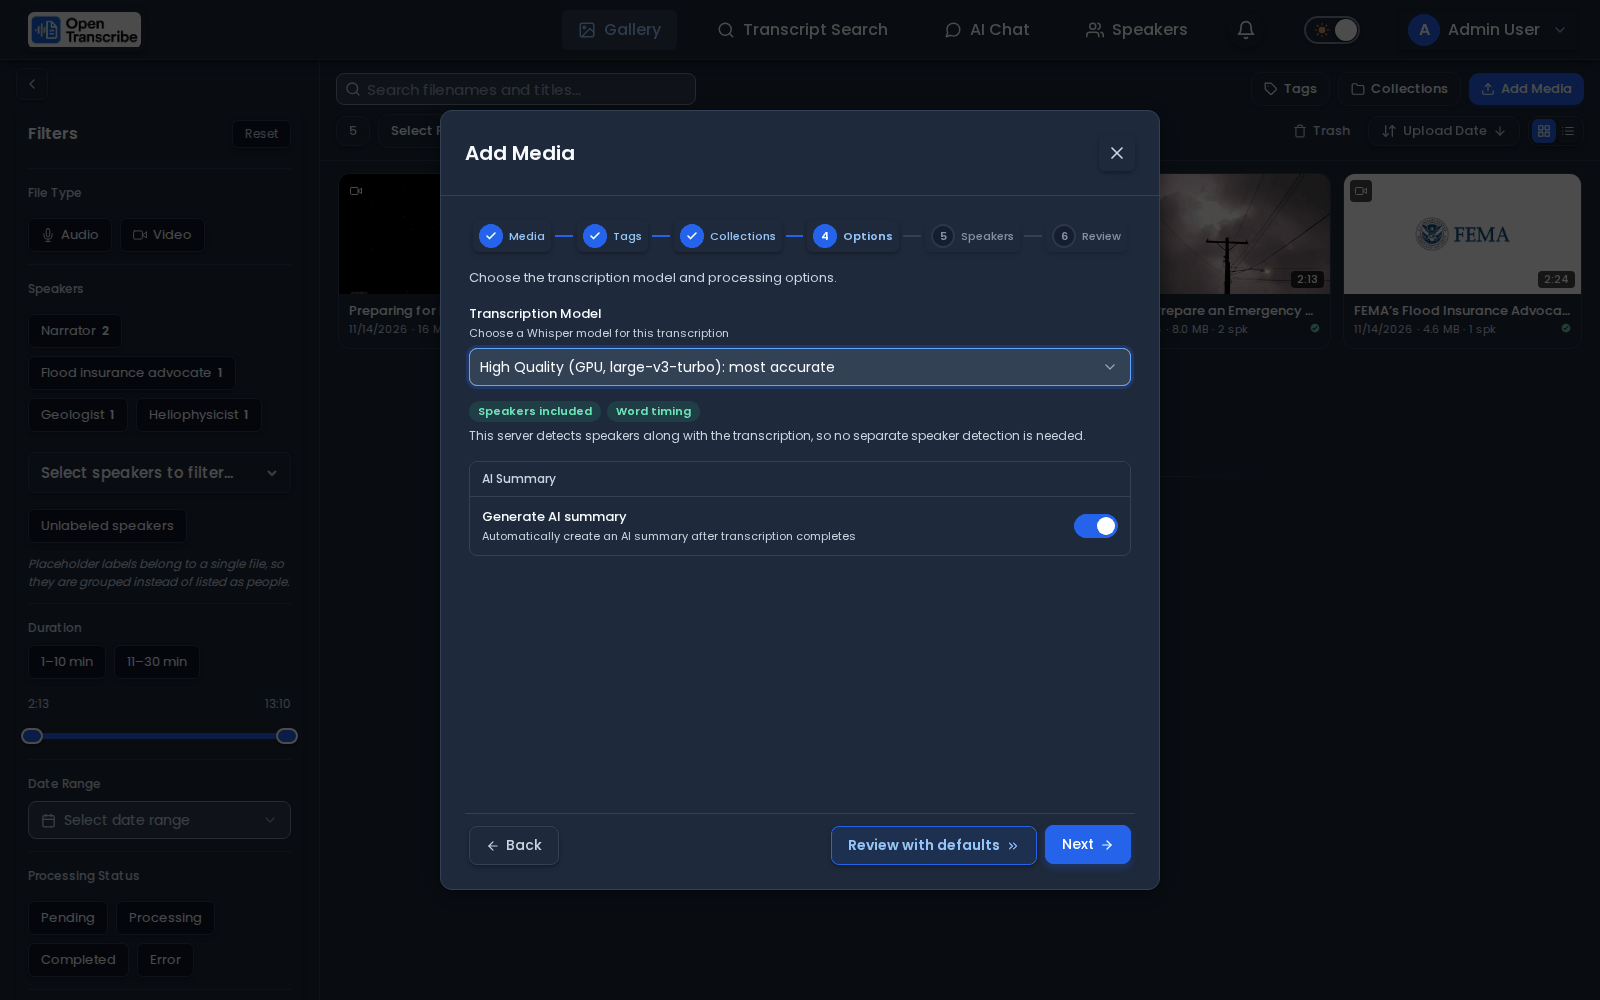 Open
Transcribe
Gallery
Transcript Search
AI Chat
Speakers
A
Admin User
Search filenames and titles...
Tags
Collections
Add Media
Filters
Reset
5
Select F
Trash
Upload Date
File Type
Audio
Video
Speakers
Narrator 2
Flood insurance advocate 1
Geologist 1
Heliophysicist 1
Select speakers to filter...
Unlabeled speakers
Placeholder labels belong to a single file, so
they are grouped instead of listed as people.
Duration
1–10 min
11–30 min
2:13
13:10
Date Range
Select date range
Processing Status
Pending
Processing
Completed
Error
Preparing for
11/14/2026 · 16 M
2:13
repare an Emergency ...
· 8.0 MB · 2 spk
FEMA
2:24
FEMA's Flood Insurance Advoca...
11/14/2026 · 4.6 MB · 1 spk
Add Media
Media
Tags
Collections
4 Options
5 Speakers
6 Review
Choose the transcription model and processing options.
Transcription Model
Choose a Whisper model for this transcription
High Quality (GPU, large-v3-turbo): most accurate
Speakers included
Word timing
This server detects speakers along with the transcription, so no separate speaker detection is needed.
AI Summary
Generate AI summary
Automatically create an AI summary after transcription completes
Back
Review with defaults
Next